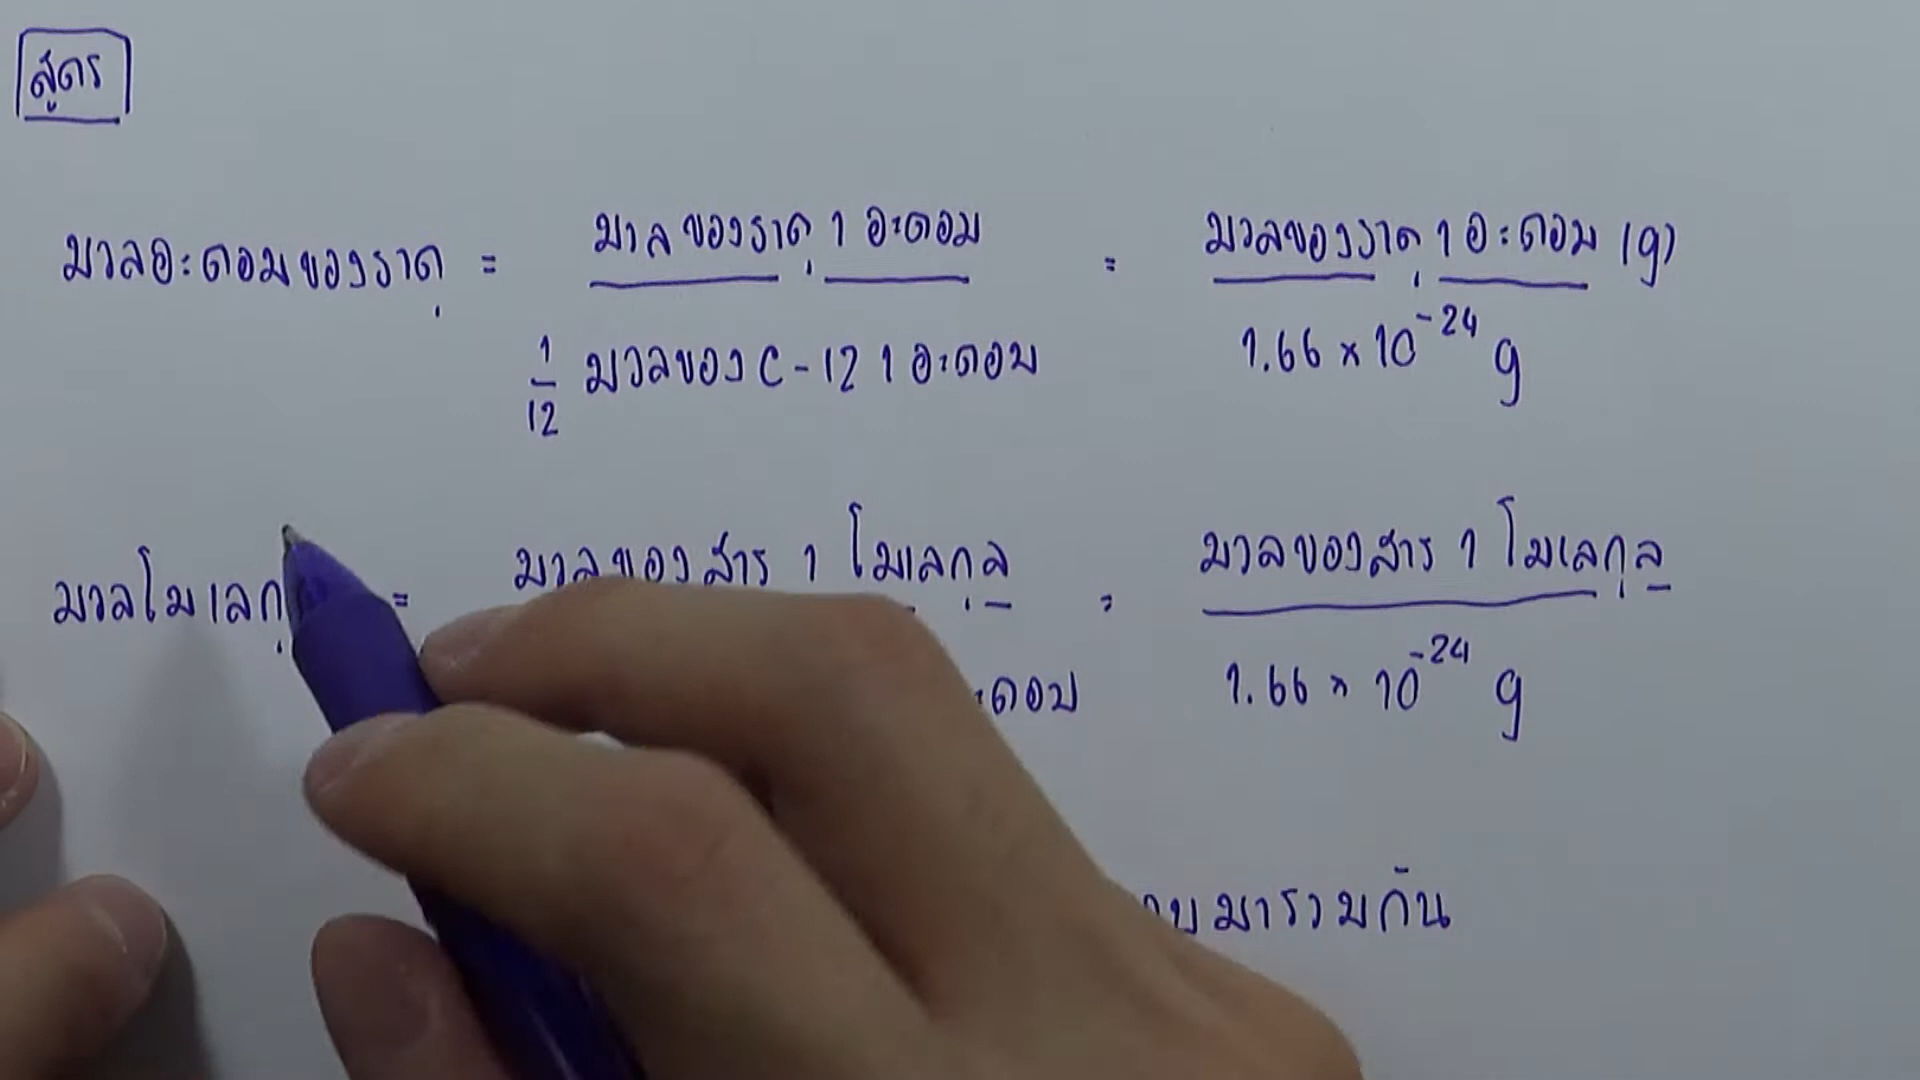 สูตร
มวลอะตอมของธาตุ = มวลของธาตุ 1 อะตอม = มวลของธาตุ 1 อะตอม (g)
1/12 มวลของ C-12 1 อะตอม 1.66 × 10⁻²⁴ g
มวลโมเลกุ = มวลของสาร 1 โมเลกุล = มวลของสาร 1 โมเลกุล
ะตอม 1.66 × 10⁻²⁴ g
มารวมกัน